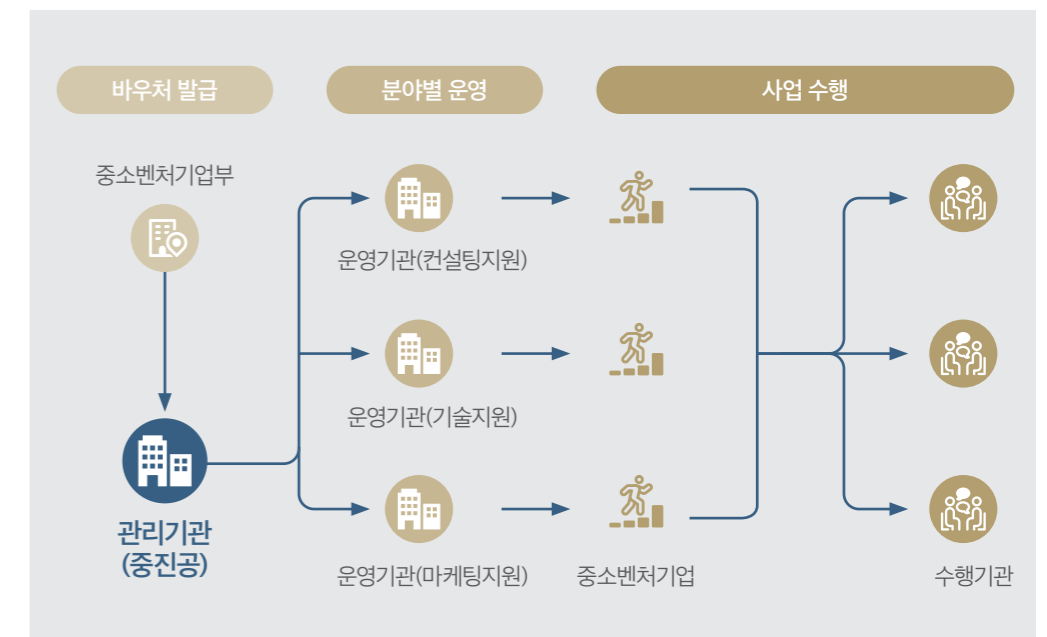 바우처 발급
분야별 운영
사업 수행
중소벤처기업부
운영기관(컨설팅지원)
운영기관(기술지원)
관리기관
(중진공)
운영기관(마케팅지원)
중소벤처기업
수행기관